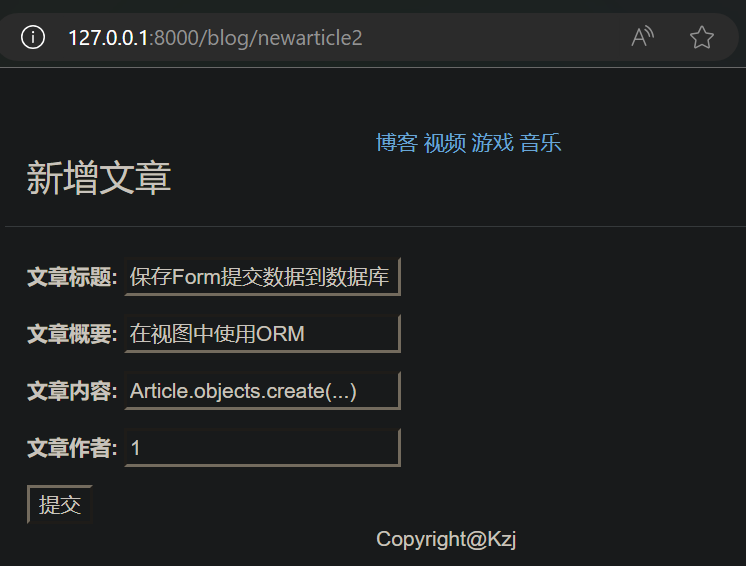 127.0.0.1:8000/blog/newarticle2
博客 视频 游戏 音乐
新增文章
文章标题: 保存Form提交数据到数据库
文章概要: 在视图中使用ORM
文章内容: Article.objects.create(...)
文章作者: 1
提交
Copyright@Kzj